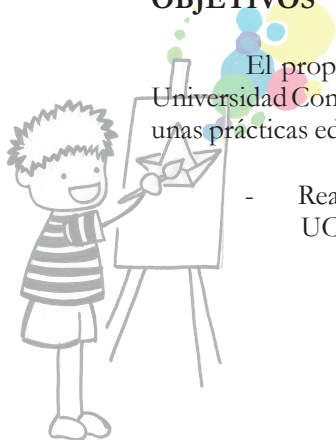 OBJETIVOS
El prop
Universidad Con
unas prácticas ed
- Rea
UC